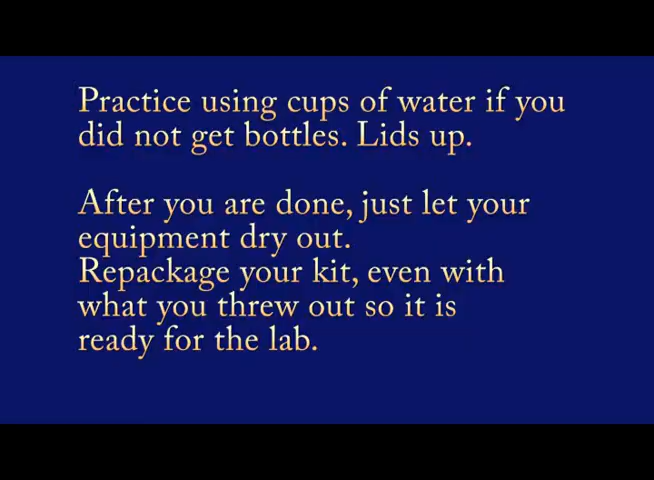 Practice using cups of water if you
did not get bottles. Lids up.
After you are done, just let your
equipment dry out.
Repackage your kit, even with
what you threw out so it is
ready for the lab.